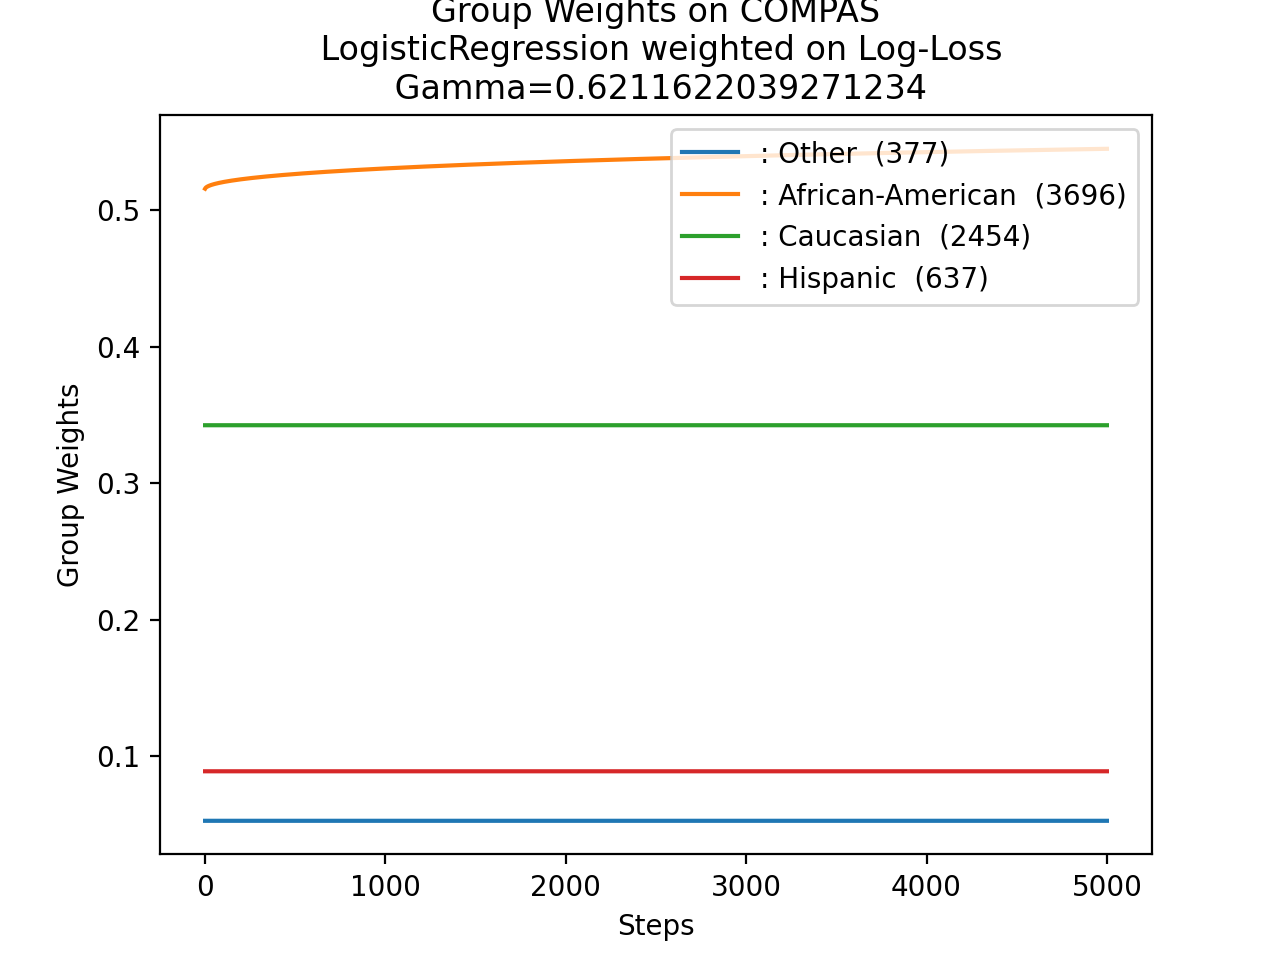 Group Weights on COMPAS
LogisticRegression weighted on Log-Loss
Gamma=0.6211622039271234
: Other (377)
: African-American (3696)
: Caucasian (2454)
: Hispanic (637)
0.5
0.4
0.3
0.2
0.1
Group Weights
0 1000 2000 3000 4000 5000
Steps